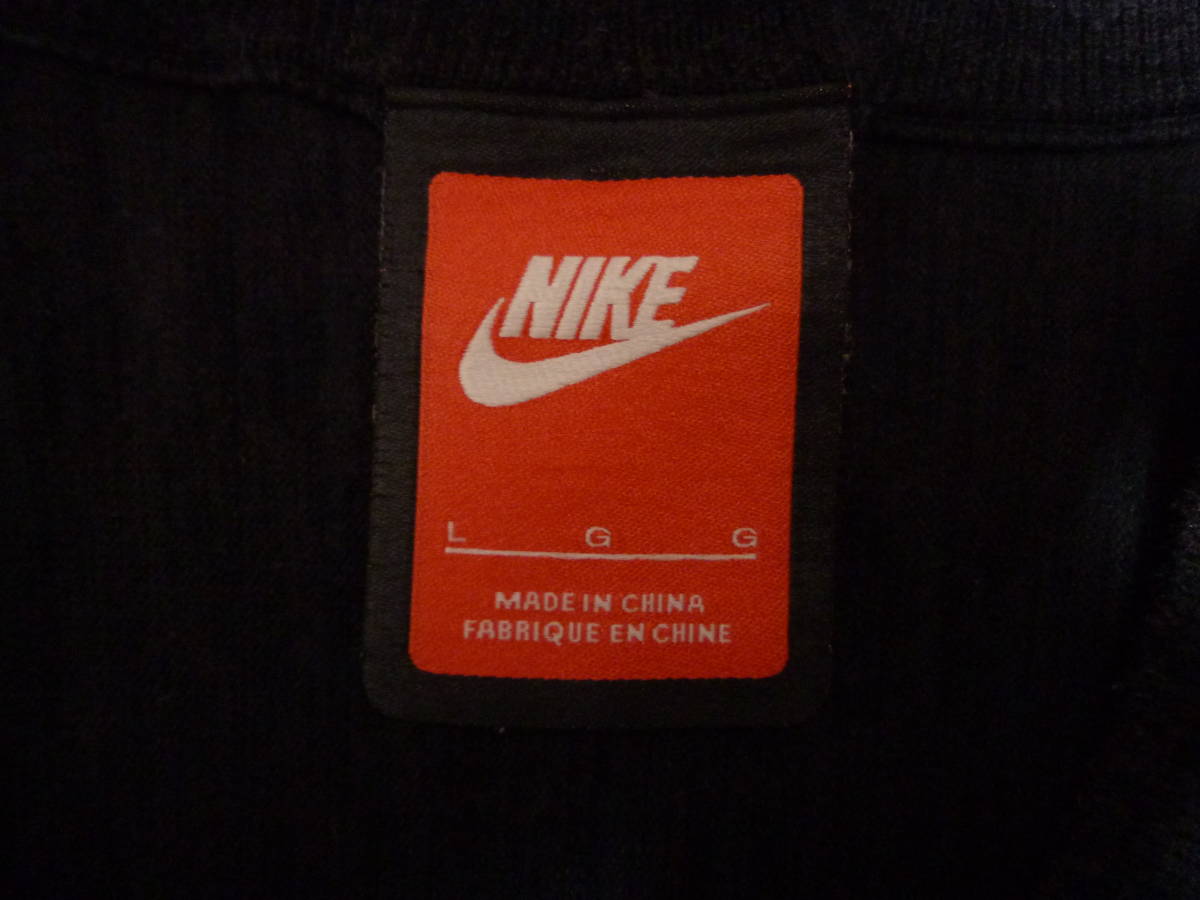 NIKE
L G G
MADE IN CHINA
FABRIQUE EN CHINE